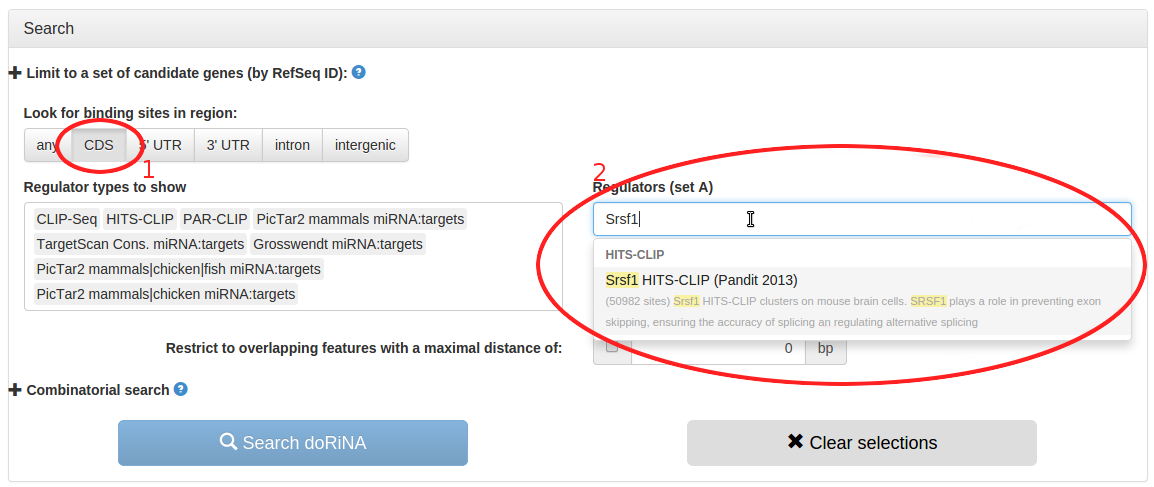 Search
Limit to a set of candidate genes (by RefSeq ID):
Look for binding sites in region:
any CDS 5' UTR 3' UTR intron intergenic
1
2
Regulator types to show
CLIP-Seq HITS-CLIP PAR-CLIP PicTar2 mammals miRNA:targets
TargetScan Cons. miRNA:targets Grosswendt miRNA:targets
PicTar2 mammals|chicken|fish miRNA:targets
PicTar2 mammals|chicken miRNA:targets
Regulators (set A)
Srsf1
HITS-CLIP
Srsf1 HITS-CLIP (Pandit 2013)
(50982 sites) Srsf1 HITS-CLIP clusters on mouse brain cells. SRSF1 plays a role in preventing exon
skipping, ensuring the accuracy of splicing an regulating alternative splicing
Restrict to overlapping features with a maximal distance of: 0 bp
Combinatorial search
Search doRiNA
Clear selections